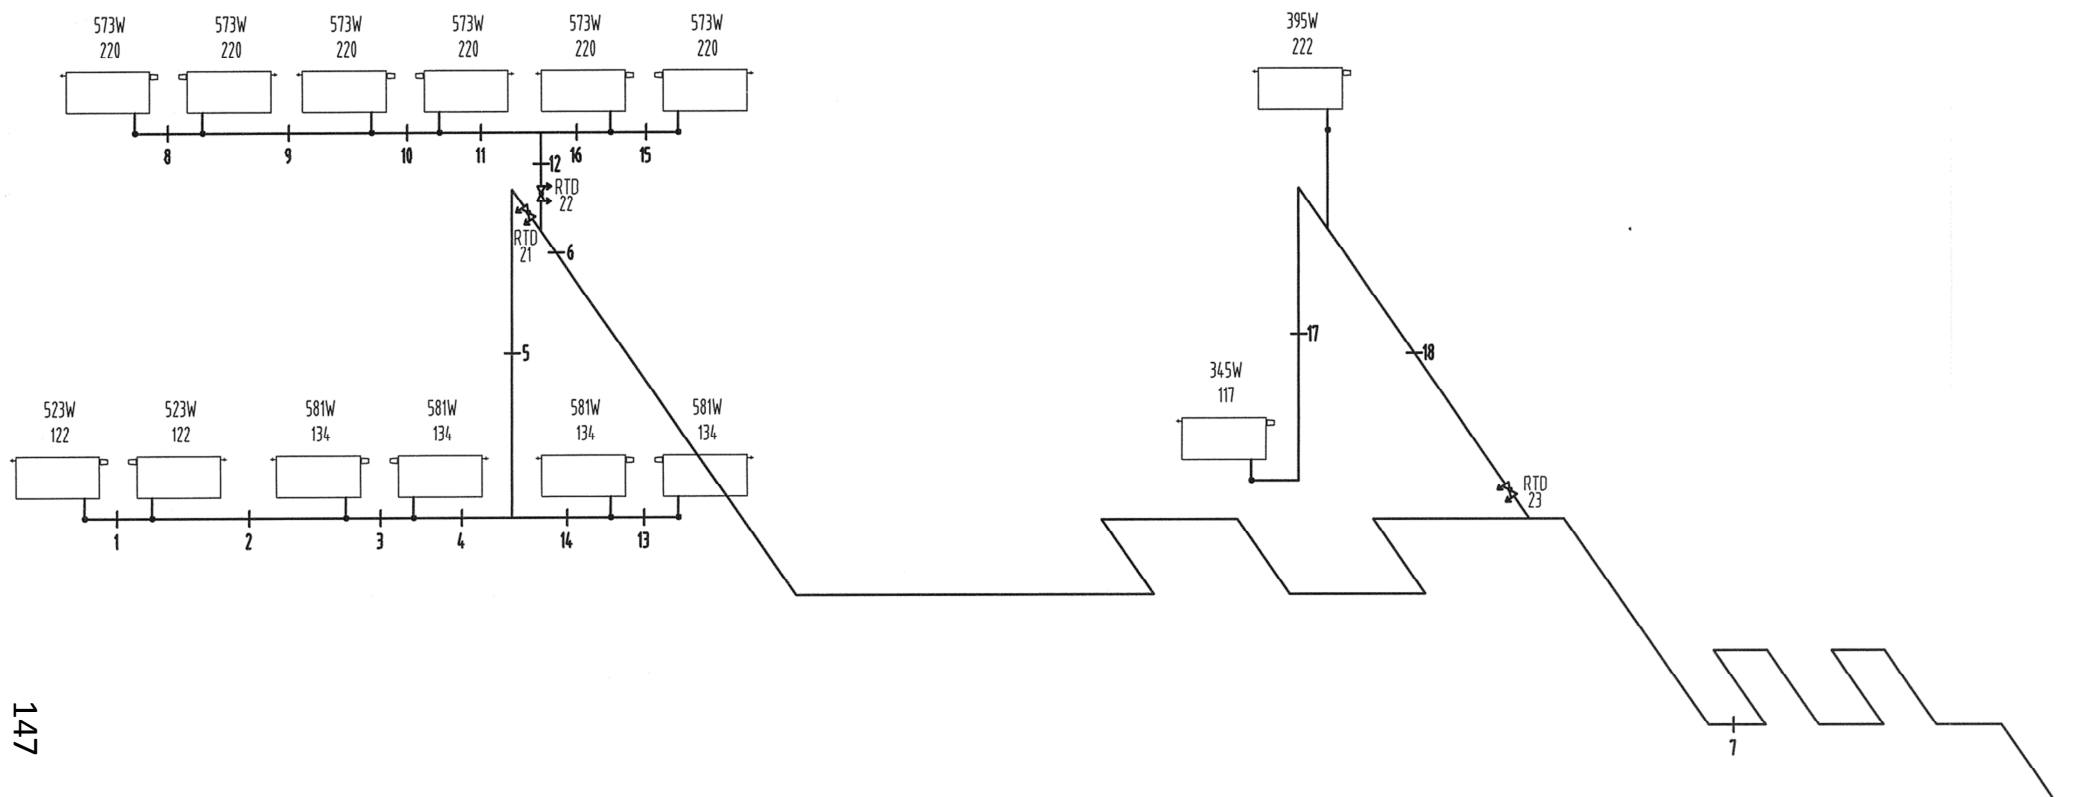 573W 573W 573W 573W 573W 573W 395W
220 220 220 220 220 220 222
8 9 10 11 16 15
12
RTD
22
RTD
21
6
17
5
18
345W
117
523W 523W 581W 581W 581W 581W
122 122 134 134 134 134
RTD
23
1 2 3 4 14 13
7
147